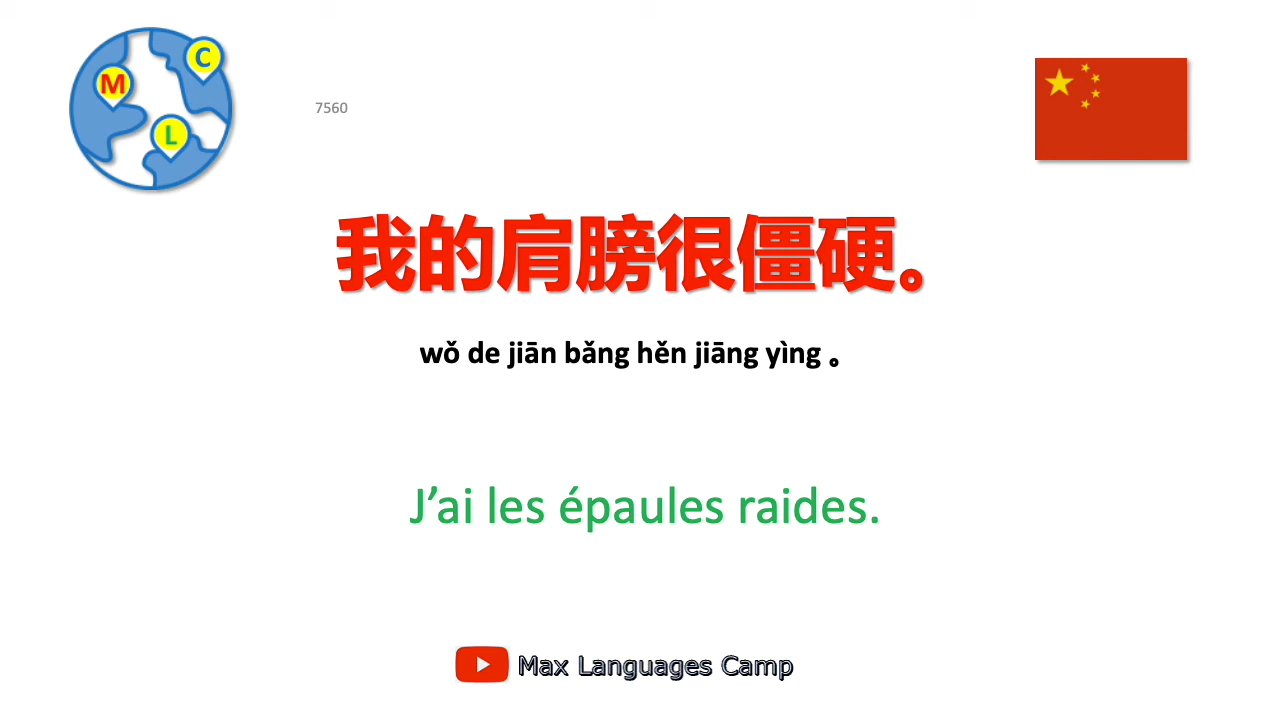 M
C
L
7560
我的肩膀很僵硬。
wǒ de jiān bǎng hěn jiāng yìng 。
J’ai les épaules raides.
Max Languages Camp